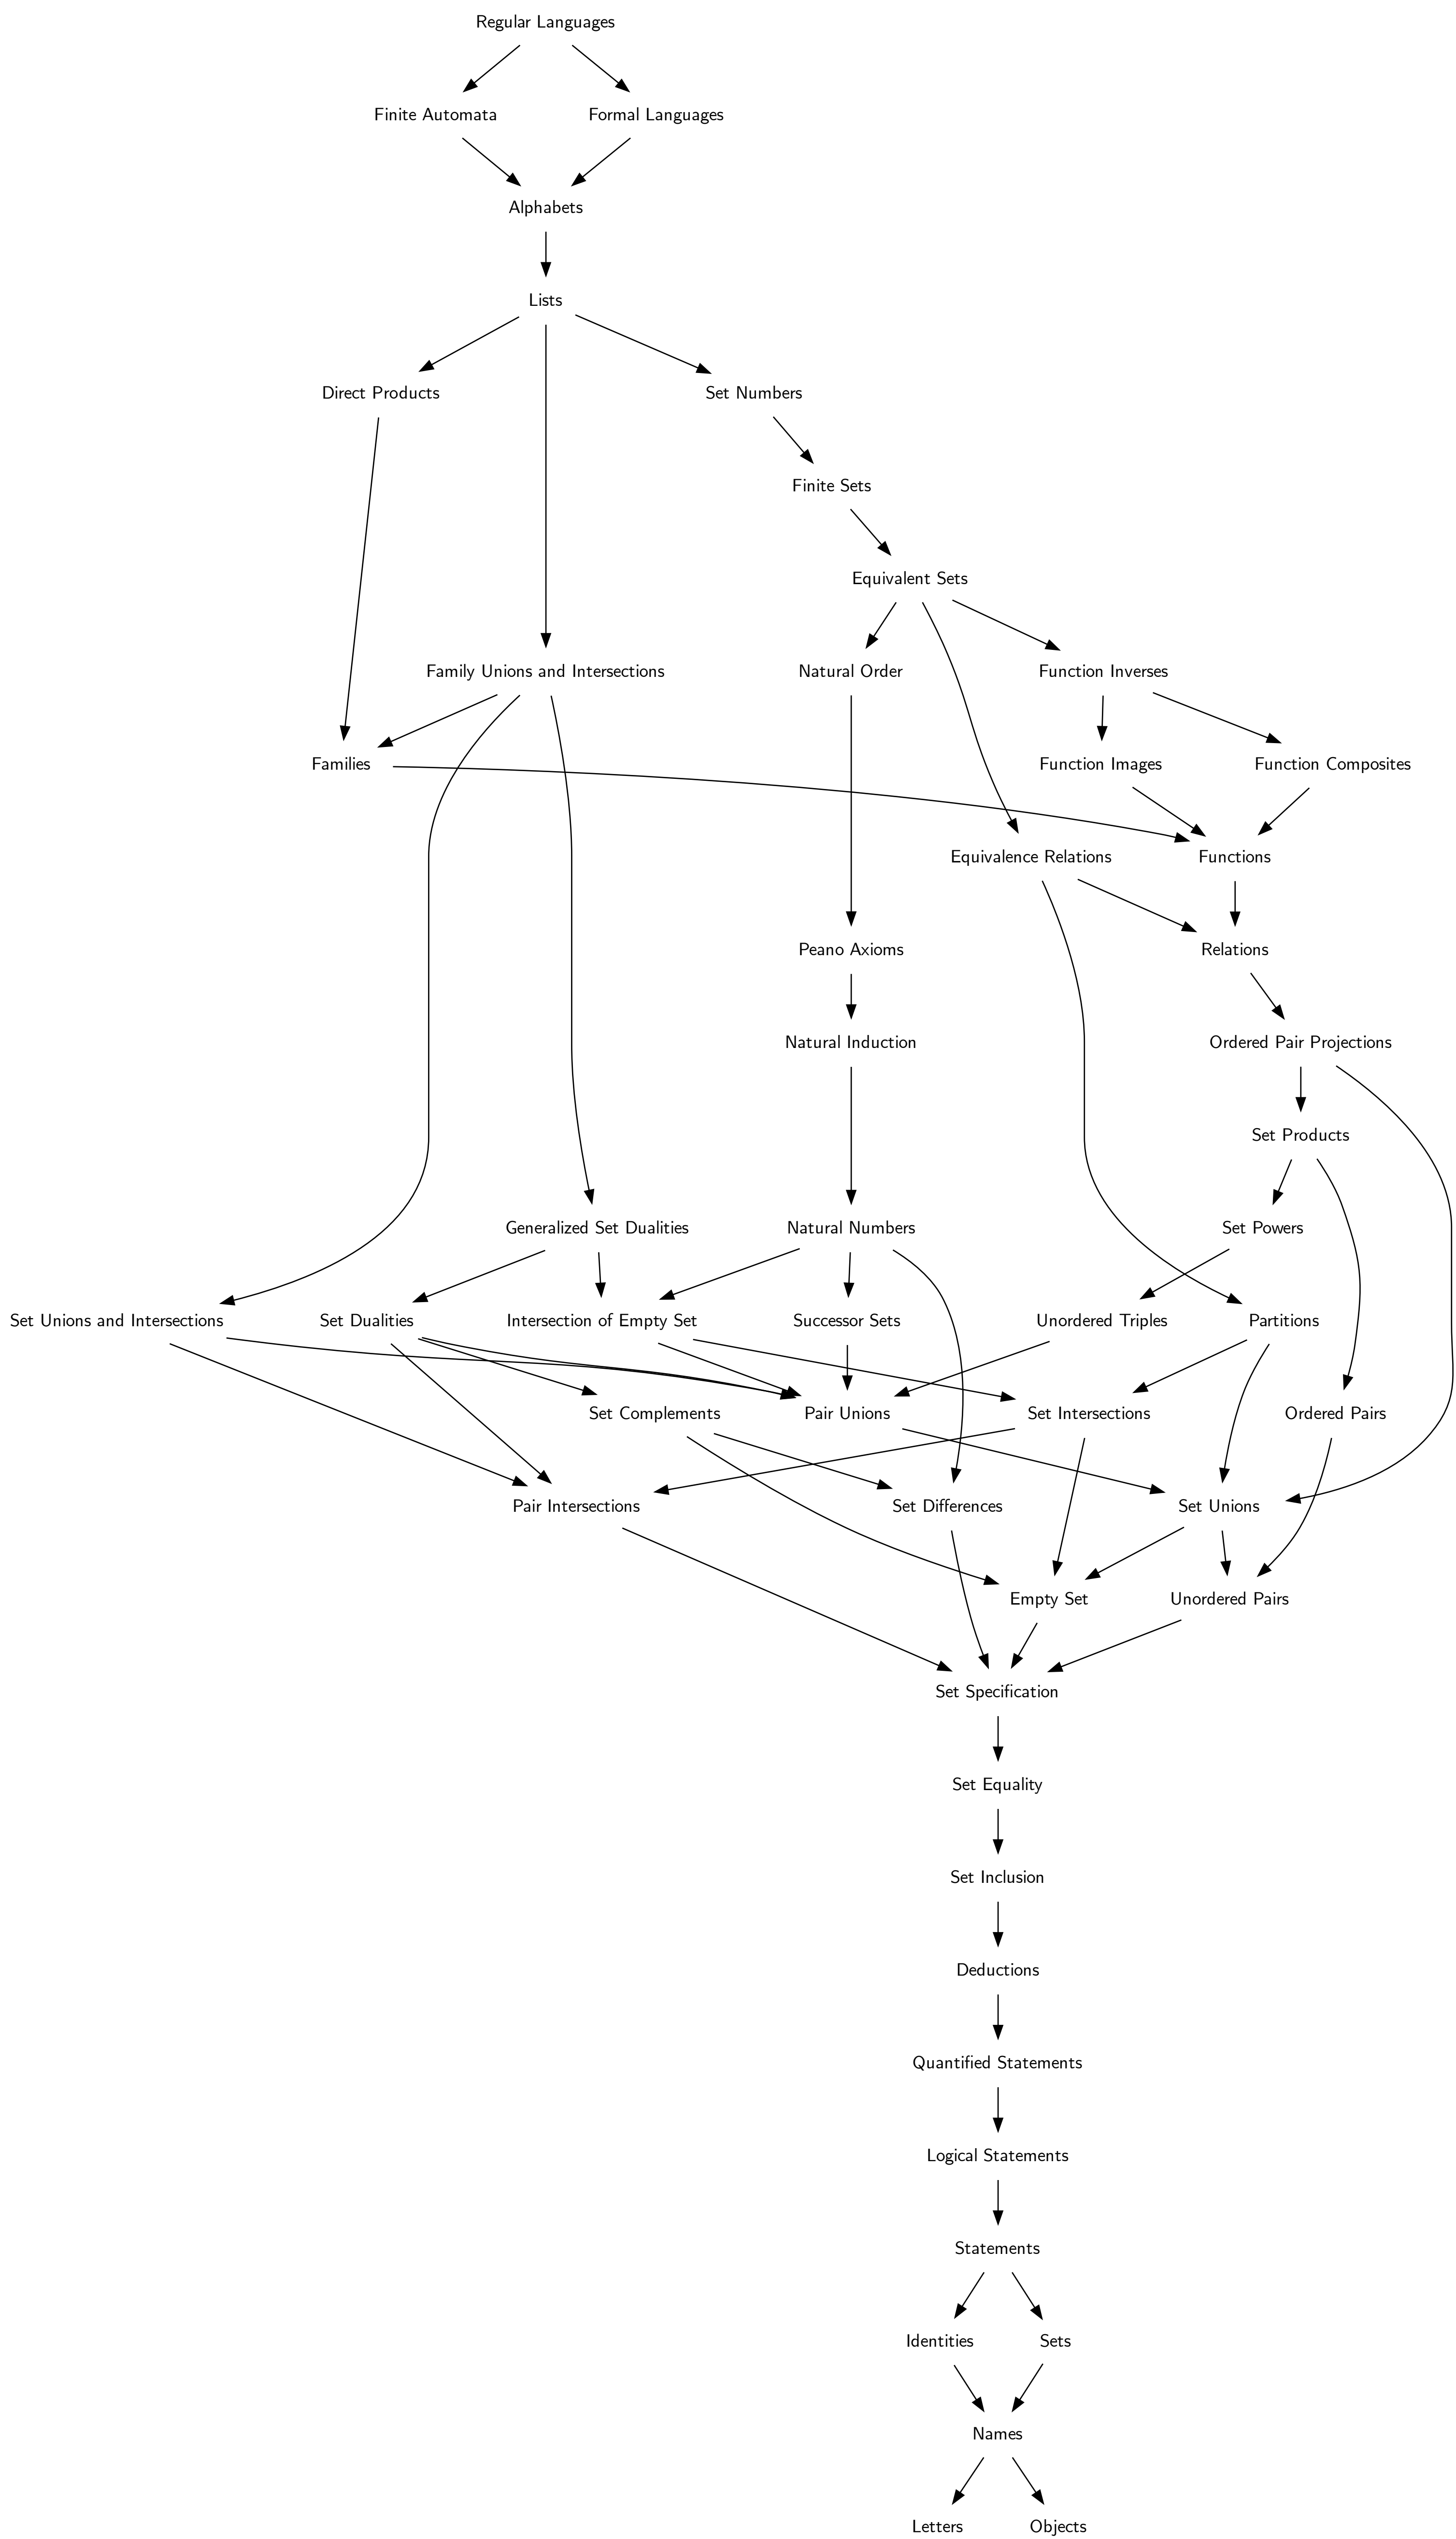 Regular Languages
Finite Automata
Formal Languages
Alphabets
Lists
Direct Products
Set Numbers
Finite Sets
Equivalent Sets
Family Unions and Intersections
Natural Order
Function Inverses
Families
Function Images
Function Composites
Equivalence Relations
Functions
Peano Axioms
Relations
Natural Induction
Ordered Pair Projections
Set Products
Generalized Set Dualities
Natural Numbers
Set Powers
Set Unions and Intersections
Set Dualities
Intersection of Empty Set
Successor Sets
Unordered Triples
Partitions
Set Complements
Pair Unions
Set Intersections
Ordered Pairs
Pair Intersections
Set Differences
Set Unions
Empty Set
Unordered Pairs
Set Specification
Set Equality
Set Inclusion
Deductions
Quantified Statements
Logical Statements
Statements
Identities
Sets
Names
Letters
Objects